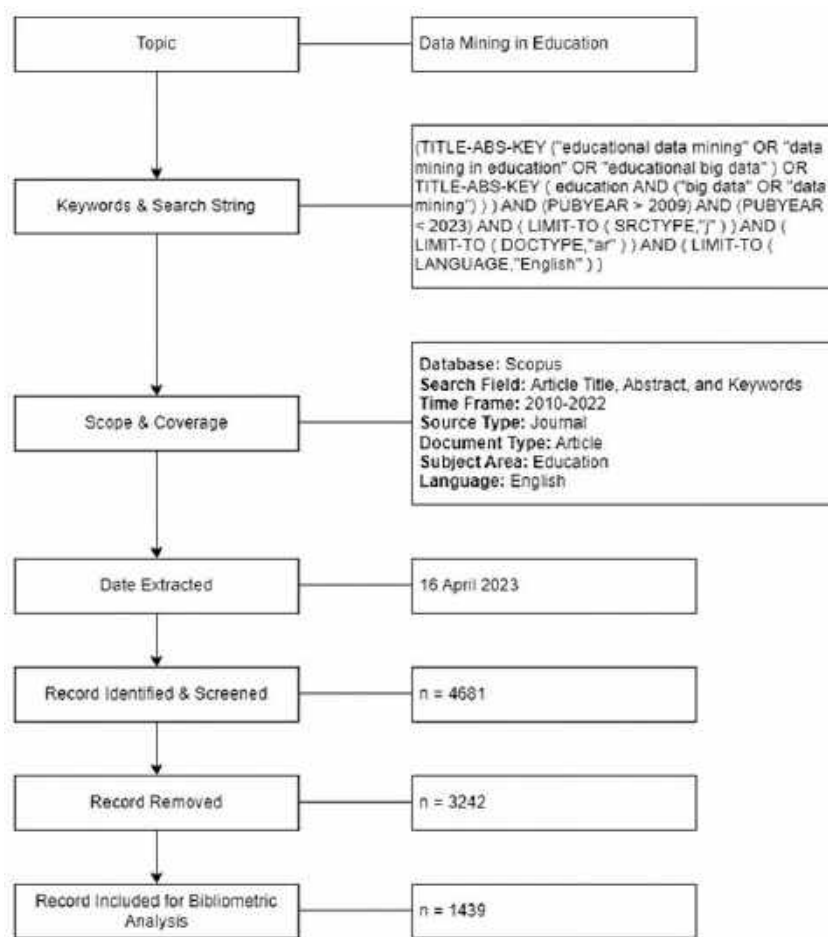 Topic
Data Mining in Education
Keywords & Search String
(TITLE-ABS-KEY ("educational data mining" OR "data
mining in education" OR "educational big data" ) OR
TITLE-ABS-KEY ( education AND ("big data" OR "data
mining") ) ) AND (PUBYEAR > 2009) AND (PUBYEAR
< 2023) AND ( LIMIT-TO ( SRCTYPE,"j" ) ) AND (
LIMIT-TO ( DOCTYPE,"ar" ) ) AND ( LIMIT-TO (
LANGUAGE,"English" ) )
Scope & Coverage
Database: Scopus
Search Field: Article Title, Abstract, and Keywords
Time Frame: 2010-2022
Source Type: Journal
Document Type: Article
Subject Area: Education
Language: English
Date Extracted
16 April 2023
Record Identified & Screened
n = 4681
Record Removed
n = 3242
Record Included for Bibliometric
Analysis
n = 1439